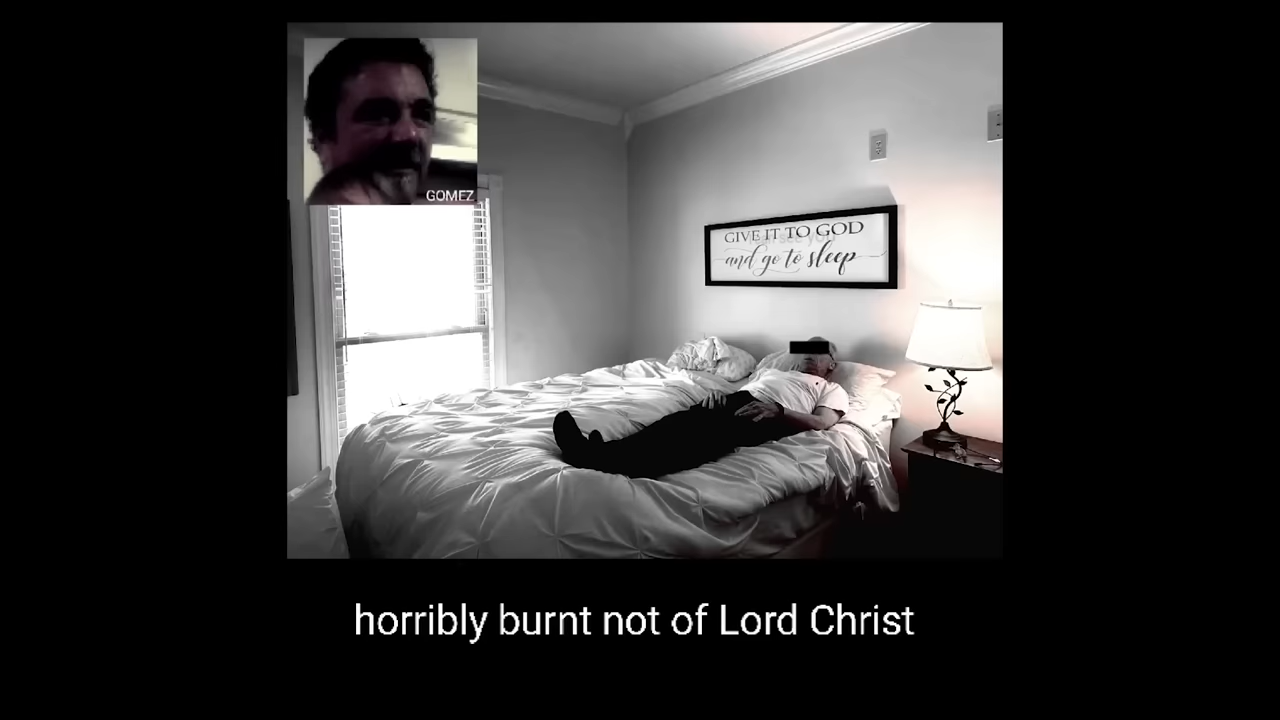 GOMEZ
GIVE IT TO GOD
and go to sleep
horribly burnt not of Lord Christ